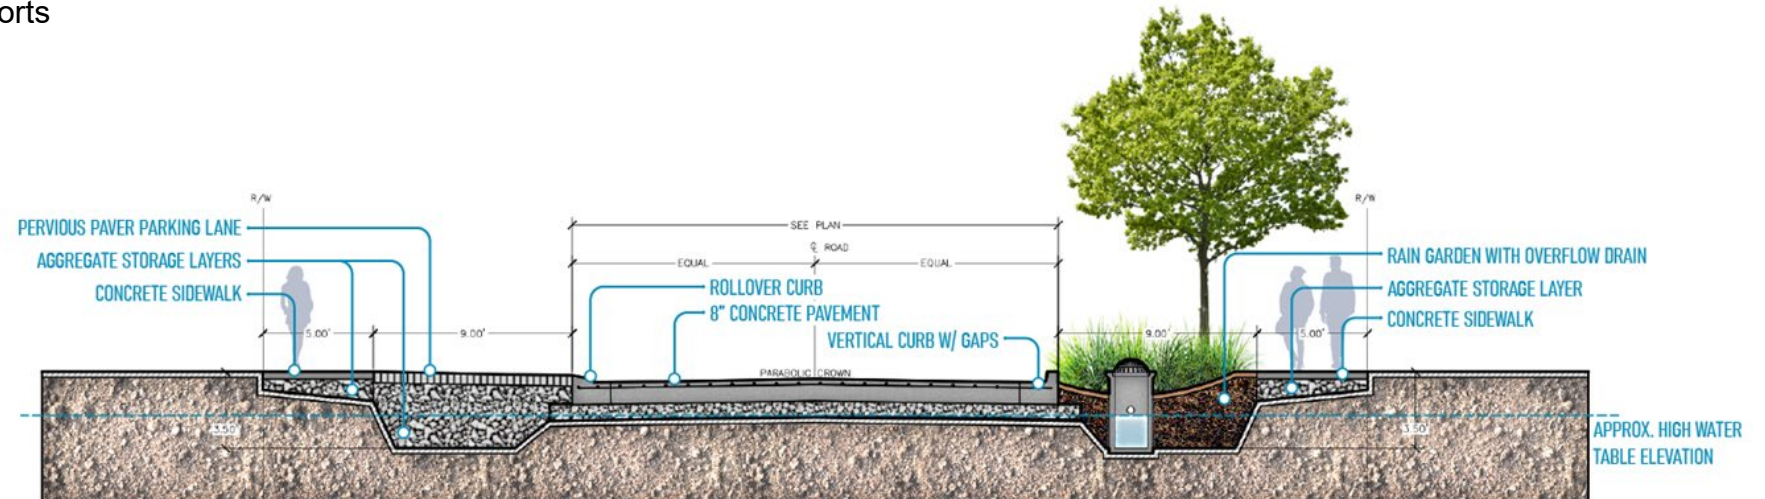 orts
R/W
R/W
PERVIOUS PAVER PARKING LANE
AGGREGATE STORAGE LAYERS
CONCRETE SIDEWALK
SEE PLAN
℄ ROAD
EQUAL
EQUAL
ROLLOVER CURB
8" CONCRETE PAVEMENT
VERTICAL CURB W/ GAPS
RAIN GARDEN WITH OVERFLOW DRAIN
AGGREGATE STORAGE LAYER
CONCRETE SIDEWALK
5.00'
9.00'
9.00'
5.00'
PARABOLIC CROWN
3.50'
3.50'
APPROX. HIGH WATER
TABLE ELEVATION